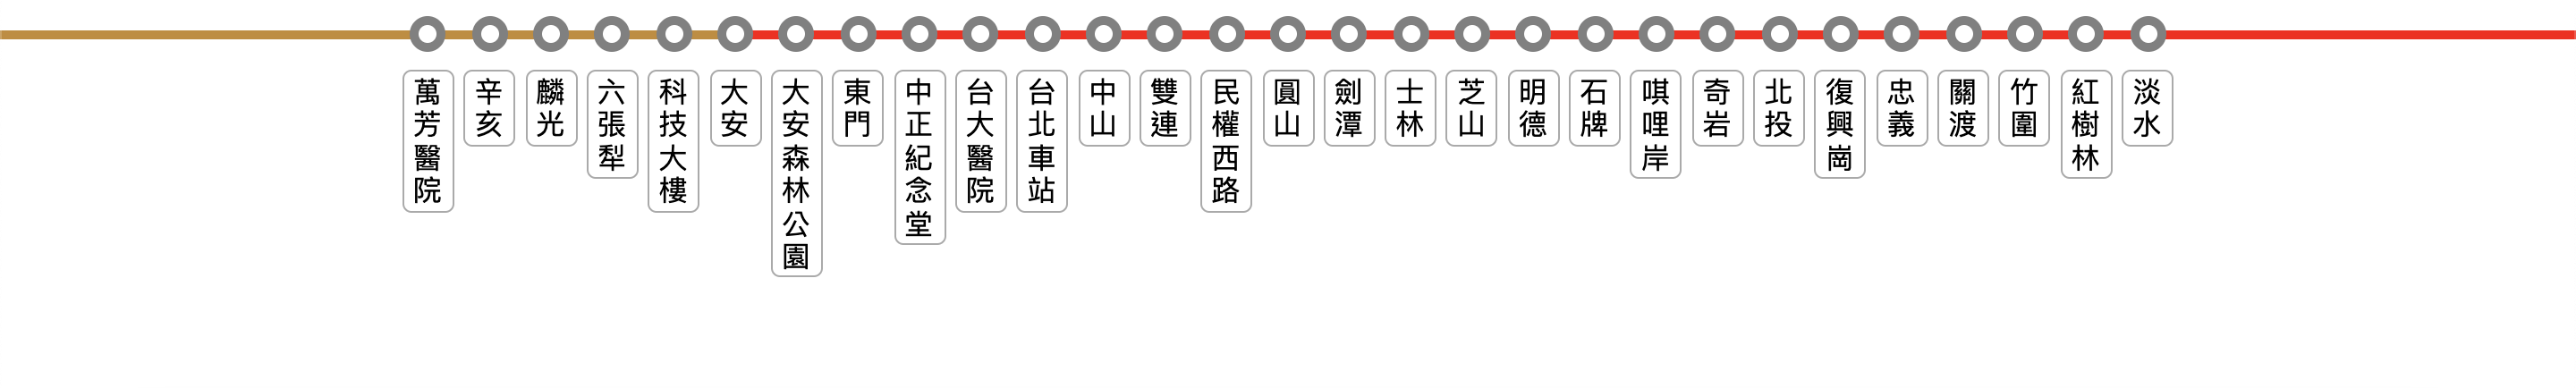 萬芳醫院
辛亥
麟光
六張犁
科技大樓
大安
大安森林公園
東門
中正紀念堂
台大醫院
台北車站
中山
雙連
民權西路
圓山
劍潭
士林
芝山
明德
石牌
唭哩岸
奇岩
北投
復興崗
忠義
關渡
竹圍
紅樹林
淡水